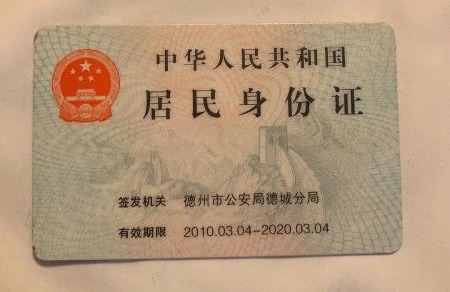 中华人民共和国
居民身份证
签发机关 德州市公安局德城分局
有效期限 2010.03.04-2020.03.04